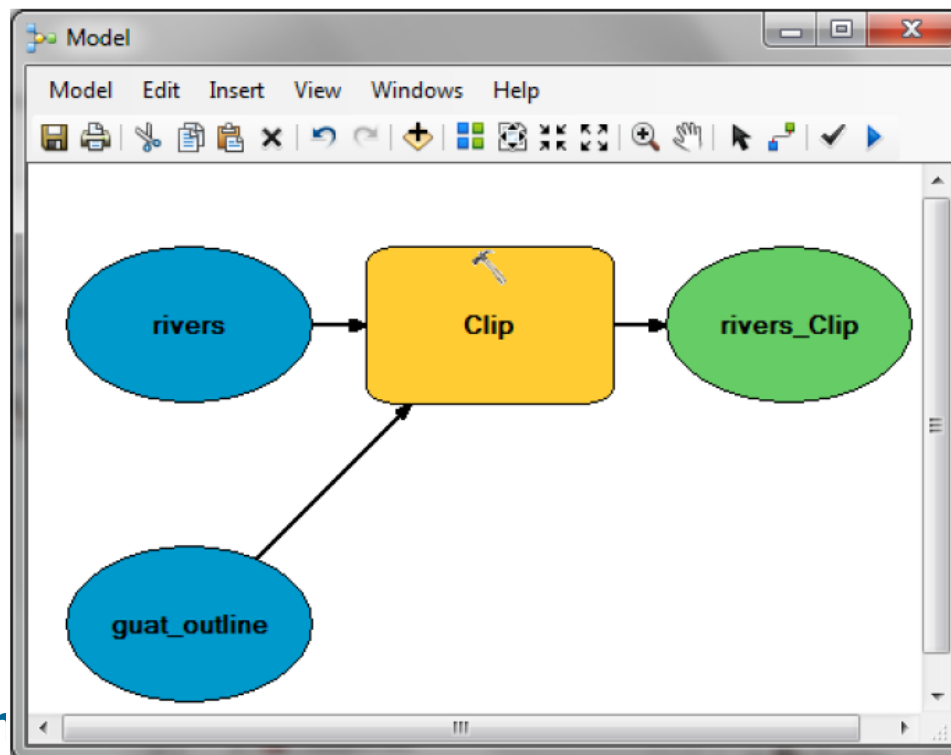 Model
Model Edit Insert View Windows Help
rivers
Clip
rivers_Clip
guat_outline